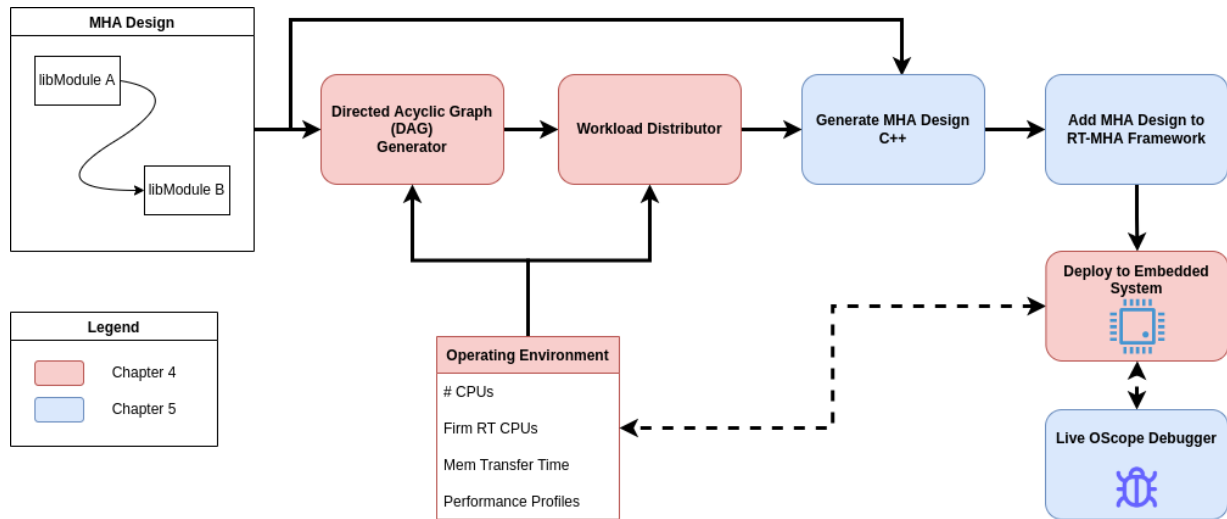 MHA Design
libModule A
libModule B
Directed Acyclic Graph
(DAG)
Generator
Workload Distributor
Generate MHA Design
C++
Add MHA Design to
RT-MHA Framework
Deploy to Embedded
System
Legend
Chapter 4
Chapter 5
Operating Environment
# CPUs
Firm RT CPUs
Mem Transfer Time
Performance Profiles
Live OScope Debugger